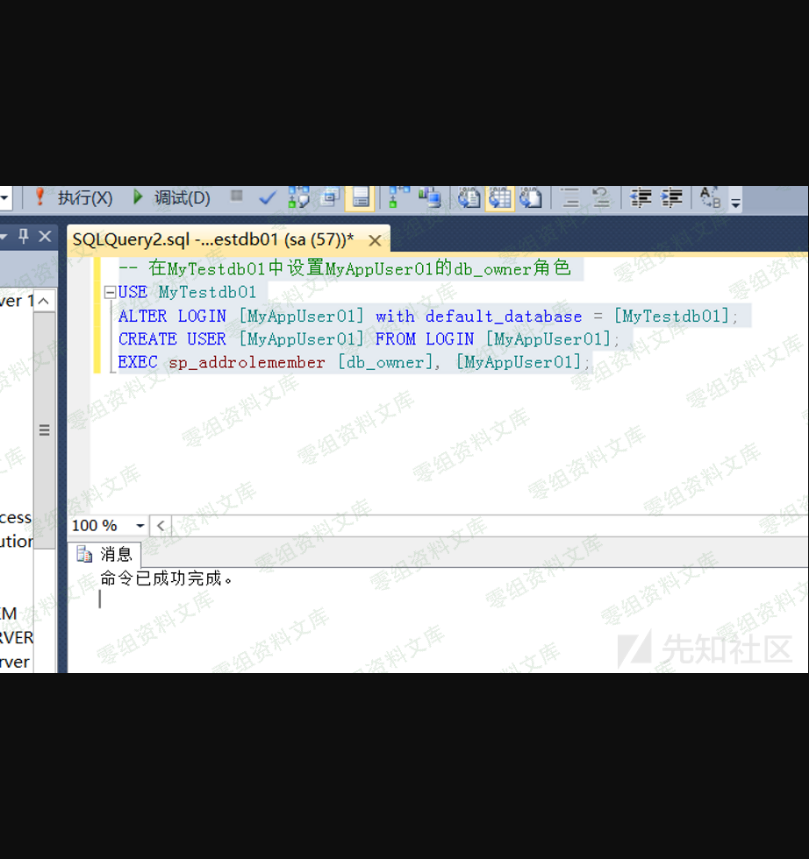 执行(X) 调试(D)
SQLQuery2.sql -...estdb01 (sa (57))*
ver 1
-- 在MyTestdb01中设置MyAppUser01的db_owner角色
USE MyTestdb01
ALTER LOGIN [MyAppUser01] with default_database = [MyTestdb01];
CREATE USER [MyAppUser01] FROM LOGIN [MyAppUser01];
EXEC sp_addrolemember [db_owner], [MyAppUser01];
100 %
cess
ution
消息
命令已成功完成。
KM
RVER
rver
零组资料文库
先知社区